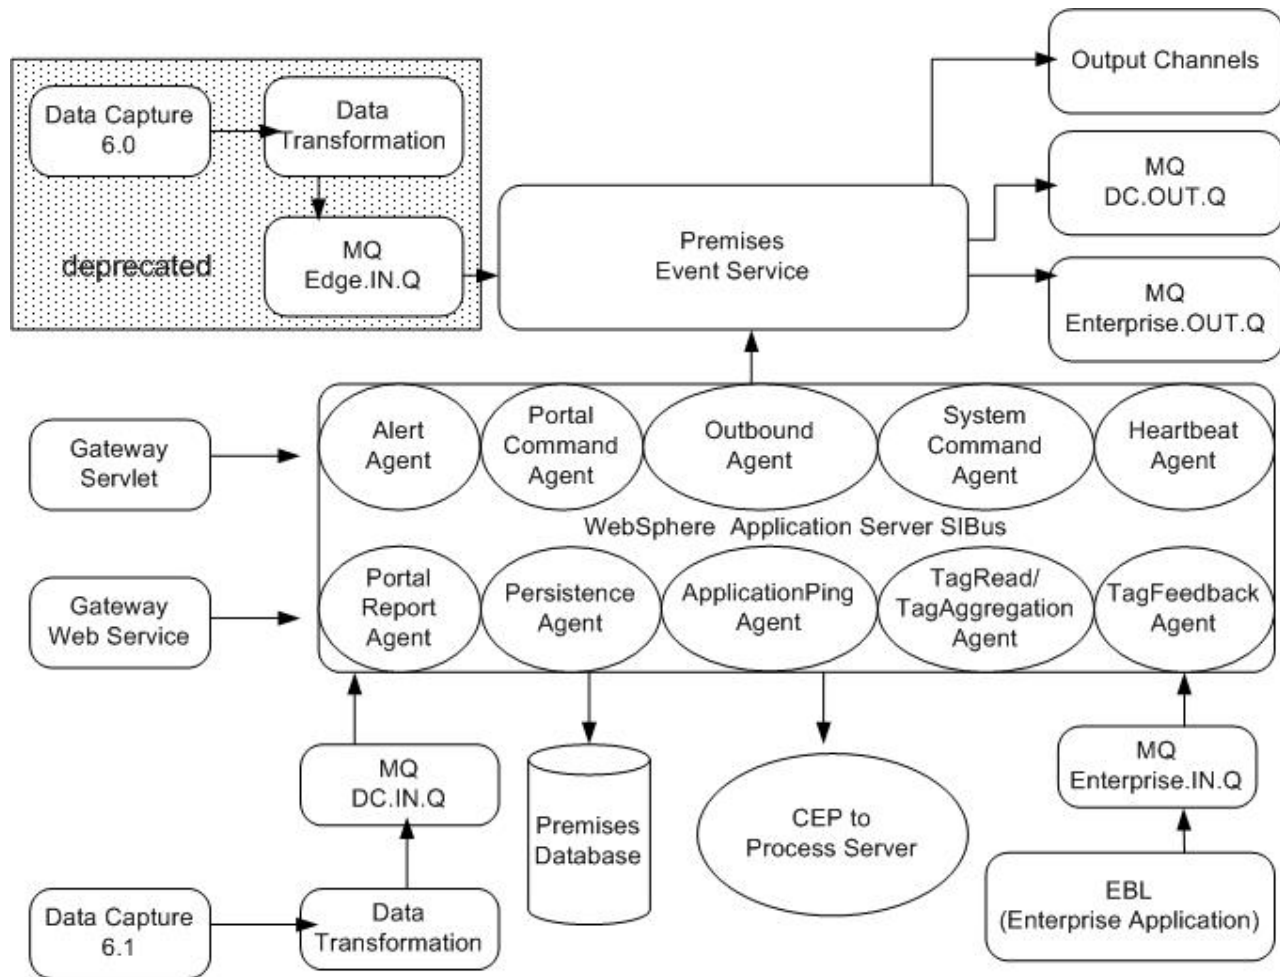 Output Channels
Data Capture
6.0
Data
Transformation
MQ
DC.OUT.Q
Premises
Event Service
MQ
Edge.IN.Q
deprecated
MQ
Enterprise.OUT.Q
Gateway
Servlet
Alert
Agent
Portal
Command
Agent
Outbound
Agent
System
Command
Agent
Heartbeat
Agent
WebSphere Application Server SIBus
Gateway
Web Service
Portal
Report
Agent
Persistence
Agent
ApplicationPing
Agent
TagRead/
TagAggregation
Agent
TagFeedback
Agent
MQ
DC.IN.Q
Premises
Database
CEP to
Process Server
MQ
Enterprise.IN.Q
Data Capture
6.1
Data
Transformation
EBL
(Enterprise Application)